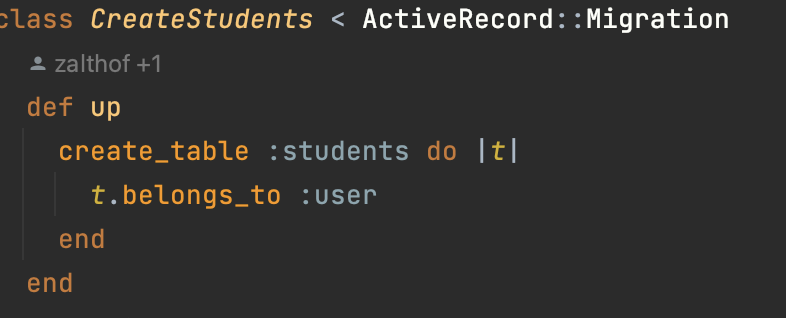 class CreateStudents < ActiveRecord::Migration
zalthof +1
def up
create_table :students do |t|
t.belongs_to :user
end
end